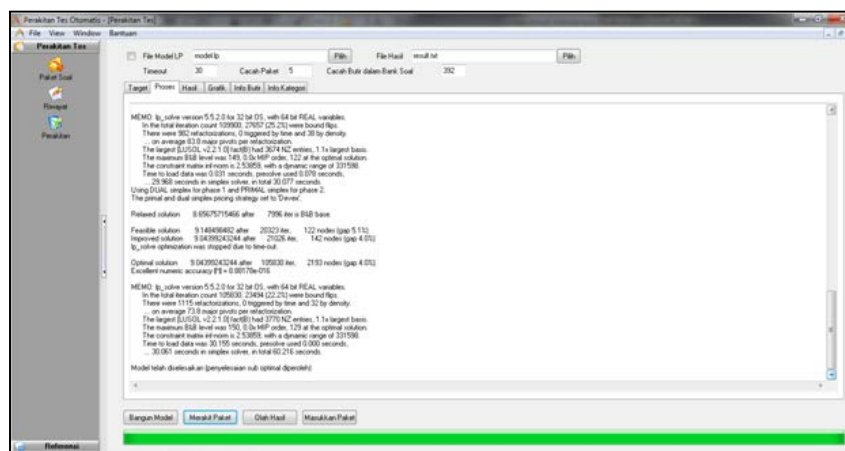 Perakitan Tes Otomatis - [Perakitan Tes]
File View Window Bantuan
Perakitan Tes
Paket Soal
Riwayat
Perakitan
Referensi
File Model LP model.lp Pilih File Hasil result.txt Pilih
Timeout 30 Cacah Paket 5 Cacah Butir dalam Bank Soal 392
Target Proses Hasil Grafik Info Butir Info Kategori
MEMO: lp_solve version 5.5.2.0 for 32 bit OS, with 64 bit REAL variables.
In the total iteration count 109900, 27657 (25.2%) were bound flips.
There were 982 refactorizations, 0 triggered by time and 38 by density.
... on average 83.8 major pivots per refactorization.
The largest [LUSOL v2.2.1.0] fact(B) had 3674 NZ entries, 1.1x largest basis.
The maximum B&B level was 149, 0.0x MIP order, 122 at the optimal solution.
The constraint matrix inf-norm is 2.53859, with a dynamic range of 331598.
Time to load data was 0.031 seconds, presolve used 0.078 seconds,
... 29.968 seconds in simplex solver, in total 30.077 seconds.
Using DUAL simplex for phase 1 and PRIMAL simplex for phase 2.
The primal and dual simplex pricing strategy set to 'Devex'.
Relaxed solution 8.65675715466 after 7996 iter is B&B base.
Feasible solution 9.148498482 after 20323 iter, 122 nodes (gap 5.1%)
Improved solution 9.04399243244 after 21026 iter, 142 nodes (gap 4.0%)
lp_solve optimization was stopped due to time-out.
Optimal solution 9.04399243244 after 105830 iter, 2193 nodes (gap 4.0%)
Excellent numeric accuracy ||*|| = 8.88178e-016
MEMO: lp_solve version 5.5.2.0 for 32 bit OS, with 64 bit REAL variables.
In the total iteration count 105830, 23494 (22.2%) were bound flips.
There were 1115 refactorizations, 0 triggered by time and 32 by density.
... on average 73.8 major pivots per refactorization.
The largest [LUSOL v2.2.1.0] fact(B) had 3770 NZ entries, 1.1x largest basis.
The maximum B&B level was 150, 0.0x MIP order, 129 at the optimal solution.
The constraint matrix inf-norm is 2.53859, with a dynamic range of 331598.
Time to load data was 30.155 seconds, presolve used 0.000 seconds,
... 30.061 seconds in simplex solver, in total 60.216 seconds.
Model telah diselesaikan (penyelesaian sub optimal diperoleh)
Bangun Model Merakit Paket Olah Hasil Masukkan Paket